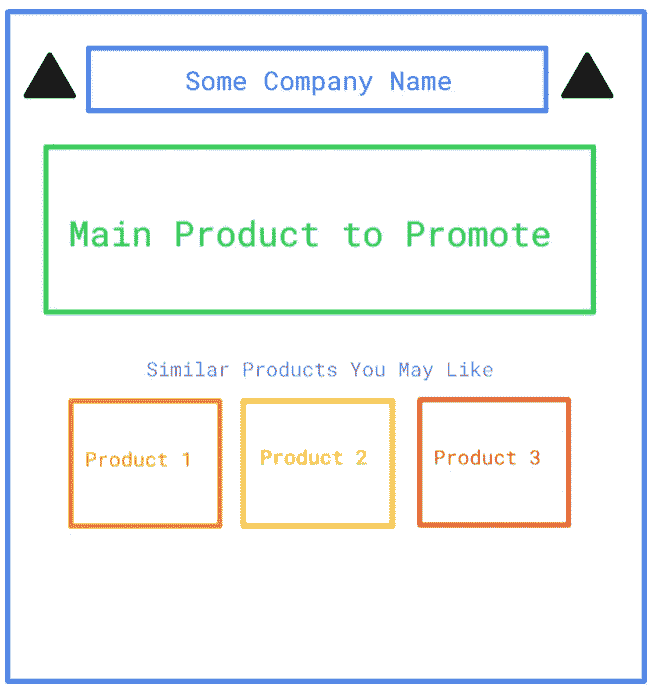 Some Company Name
Main Product to Promote
Similar Products You May Like
Product 1
Product 2
Product 3